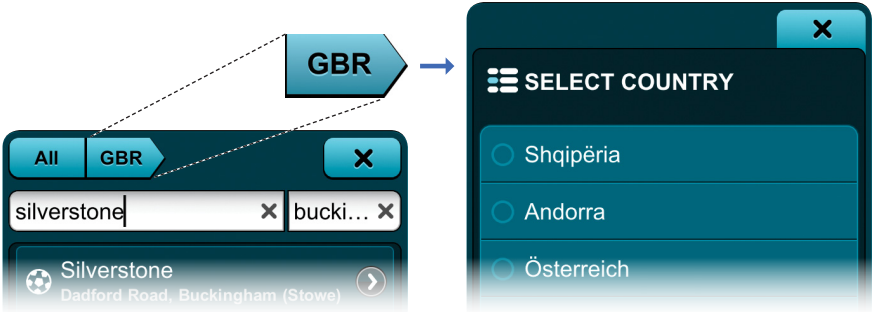 GBR
All
GBR
silverstone
bucki...
Silverstone
Dadford Road, Buckingham (Stowe)
SELECT COUNTRY
Shqipëria
Andorra
Österreich